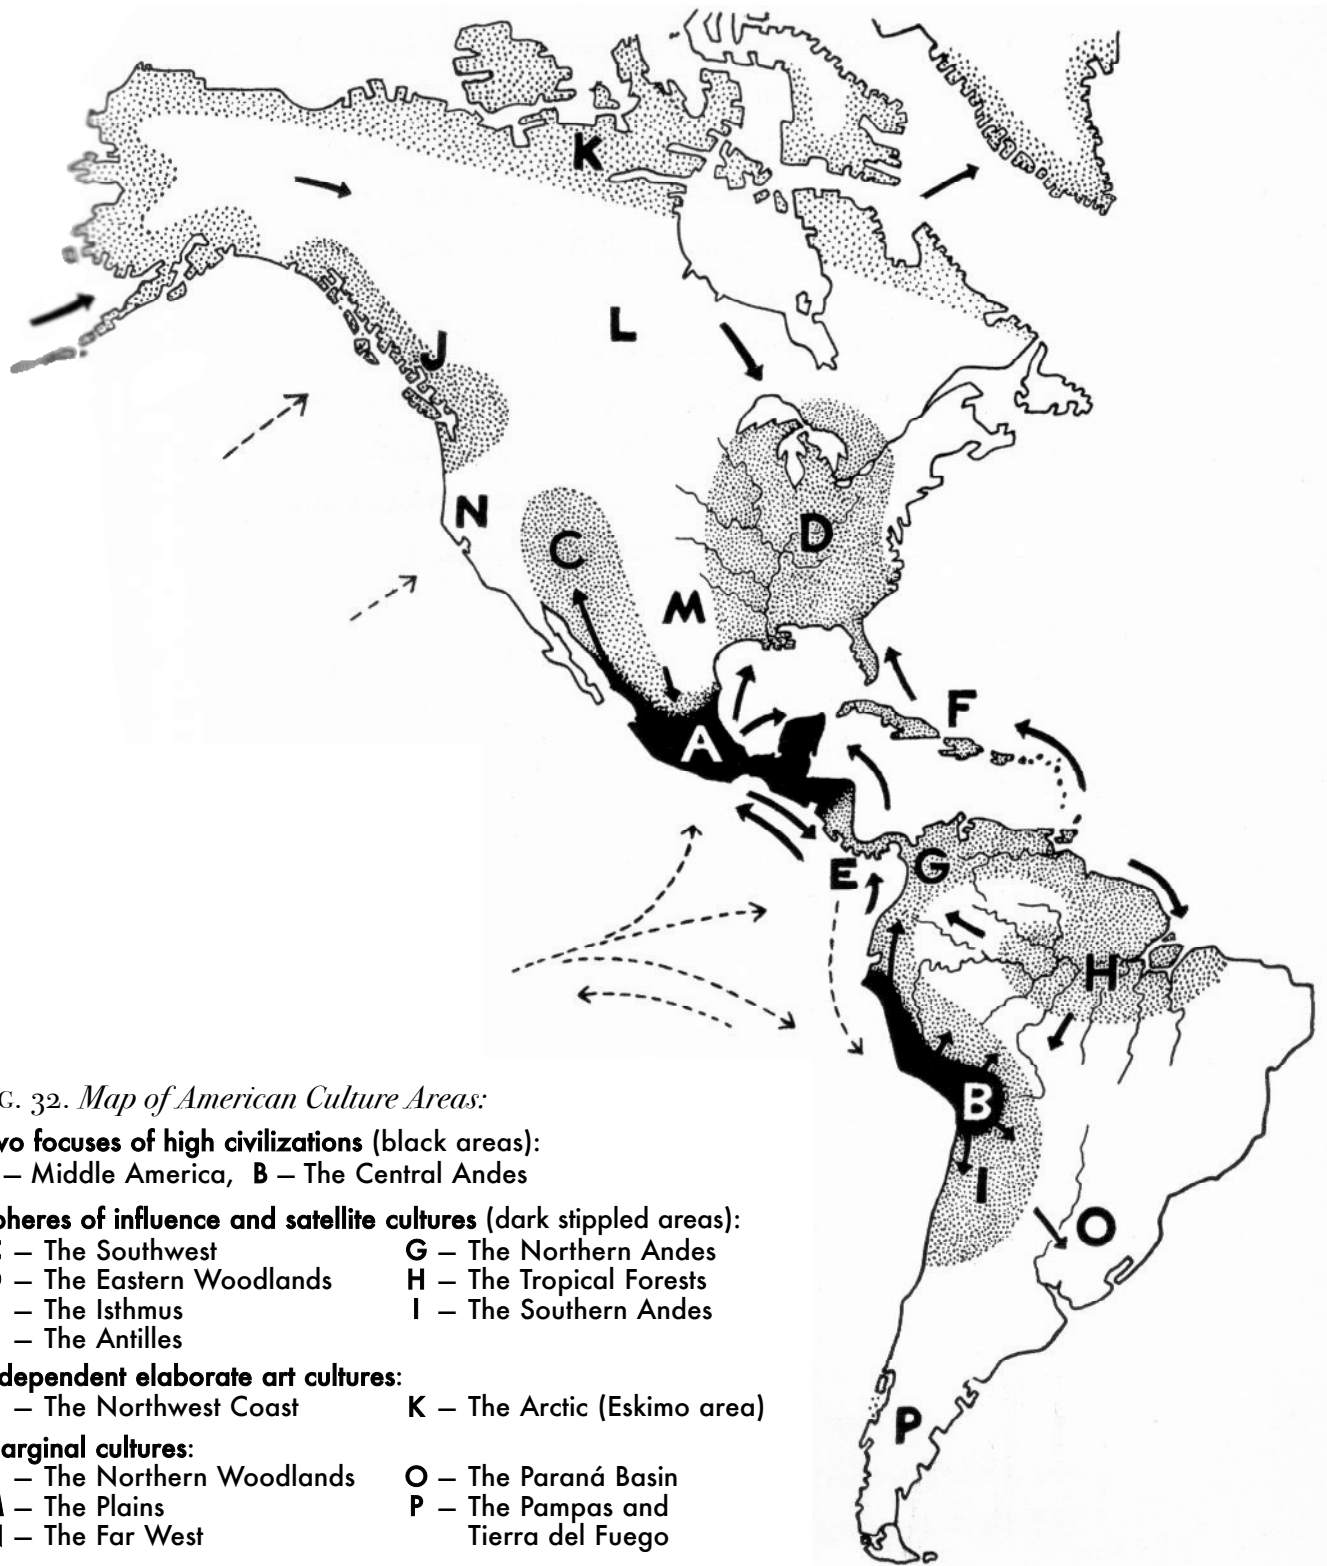 K
J
L
N
C
D
M
A
F
E
G
H
B
I
O
P
G. 32. Map of American Culture Areas:
wo focuses of high civilizations (black areas):
— Middle America, B — The Central Andes
pheres of influence and satellite cultures (dark stippled areas):
— The Southwest G — The Northern Andes
— The Eastern Woodlands H — The Tropical Forests
— The Isthmus I — The Southern Andes
— The Antilles
dependent elaborate art cultures:
— The Northwest Coast K — The Arctic (Eskimo area)
arginal cultures:
— The Northern Woodlands O — The Paraná Basin
— The Plains P — The Pampas and
— The Far West Tierra del Fuego